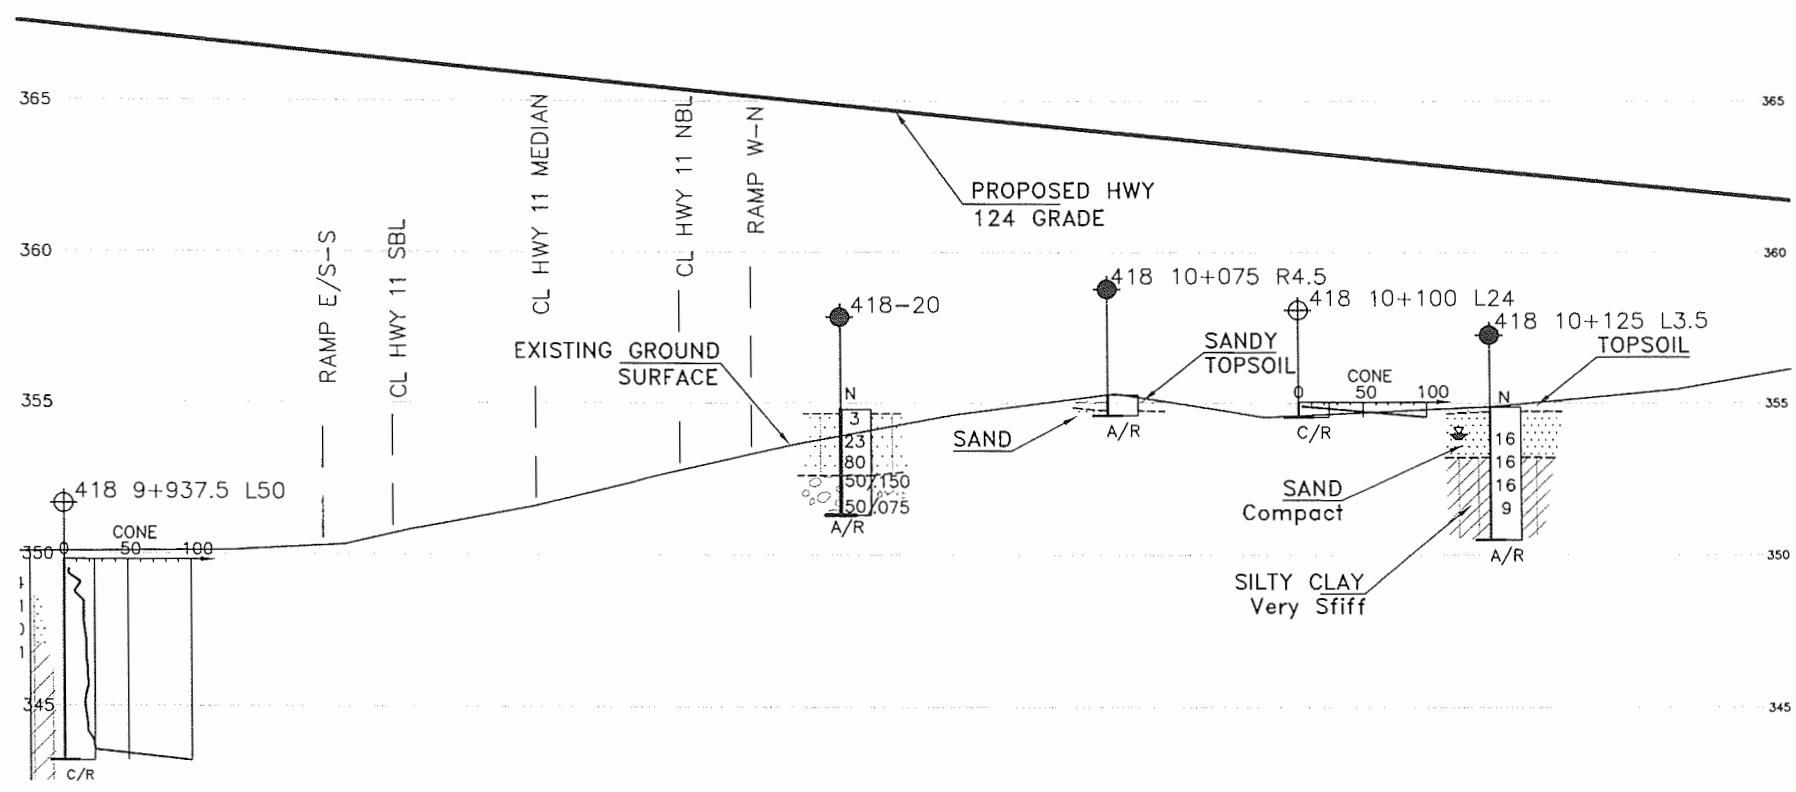 365
365
CL HWY 11 MEDIAN
CL HWY 11 NBL
RAMP W-N
PROPOSED HWY
124 GRADE
360
360
RAMP E/S-S
CL HWY 11 SBL
418-20
418 10+075 R4.5
418 10+100 L24
418 10+125 L3.5
TOPSOIL
EXISTING GROUND
SURFACE
SANDY
TOPSOIL
CONE
0 50 100
355
355
N
3
23
80
50/.150
50/.075
A/R
SAND
A/R
C/R
N
16
16
16
9
A/R
SAND
Compact
SILTY CLAY
Very Sfiff
418 9+937.5 L50
CONE
0 50 100
350
350
1
345
345
C/R